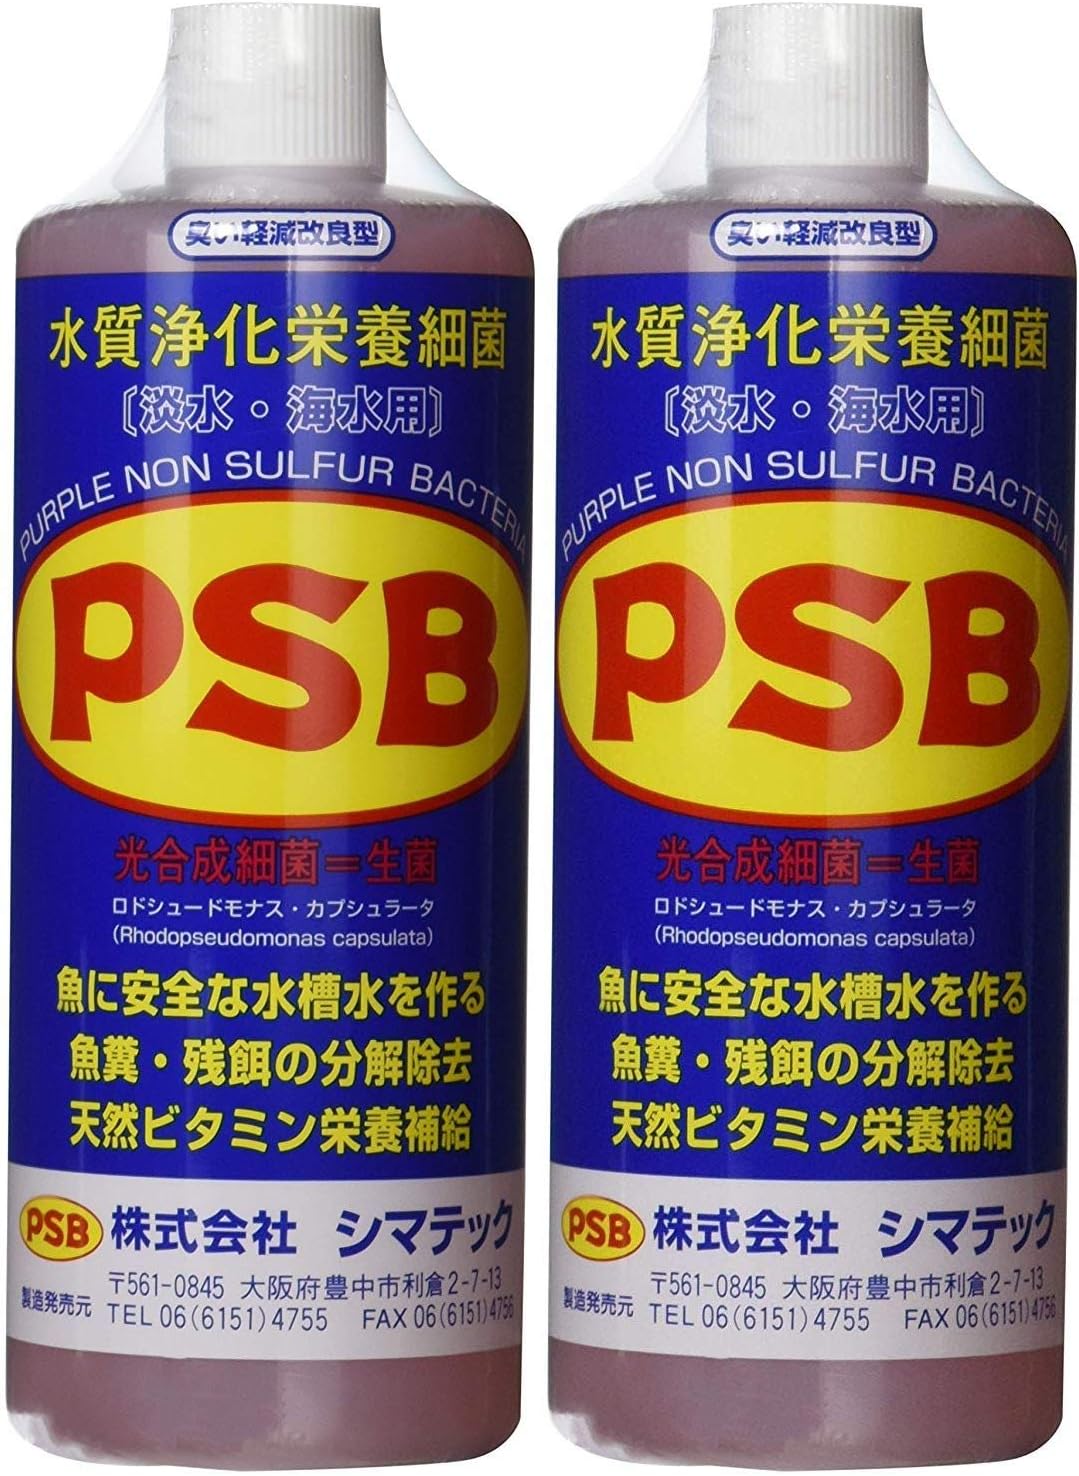 臭い軽減改良型
水質浄化栄養細菌
〔淡水・海水用〕
PURPLE NON SULFUR BACTERIA
PSB
光合成細菌＝生菌
ロドシュードモナス・カプシュラータ
(Rhodopseudomonas capsulata)
魚に安全な水槽水を作る
魚糞・残餌の分解除去
天然ビタミン栄養補給
PSB 株式会社 シマテック
製造発売元 〒561-0845 大阪府豊中市利倉2-7-13
TEL 06(6151)4755 FAX 06(6151)4756
臭い軽減改良型
水質浄化栄養細菌
〔淡水・海水用〕
PURPLE NON SULFUR BACTERIA
PSB
光合成細菌＝生菌
ロドシュードモナス・カプシュラータ
(Rhodopseudomonas capsulata)
魚に安全な水槽水を作る
魚糞・残餌の分解除去
天然ビタミン栄養補給
PSB 株式会社 シマテック
製造発売元 〒561-0845 大阪府豊中市利倉2-7-13
TEL 06(6151)4755 FAX 06(6151)4756